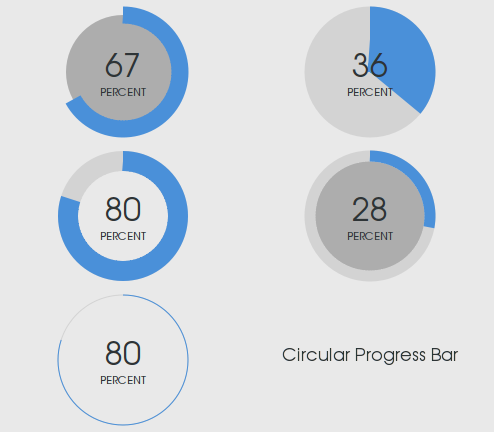 67
PERCENT
36
PERCENT
80
PERCENT
28
PERCENT
80
PERCENT
Circular Progress Bar